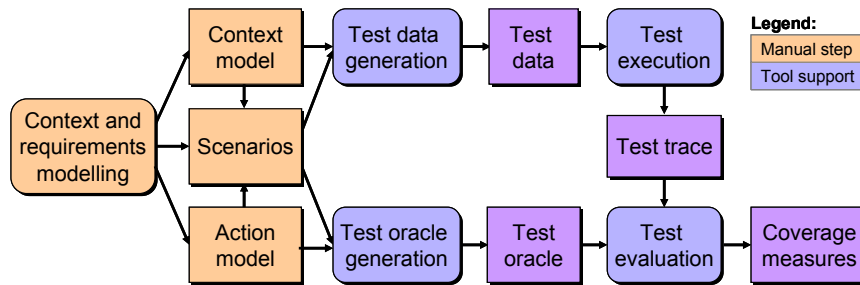 Context
model
Test data
generation
Test
data
Test
execution
Legend:
Manual step
Tool support
Context and
requirements
modelling
Scenarios
Test trace
Action
model
Test oracle
generation
Test
oracle
Test
evaluation
Coverage
measures